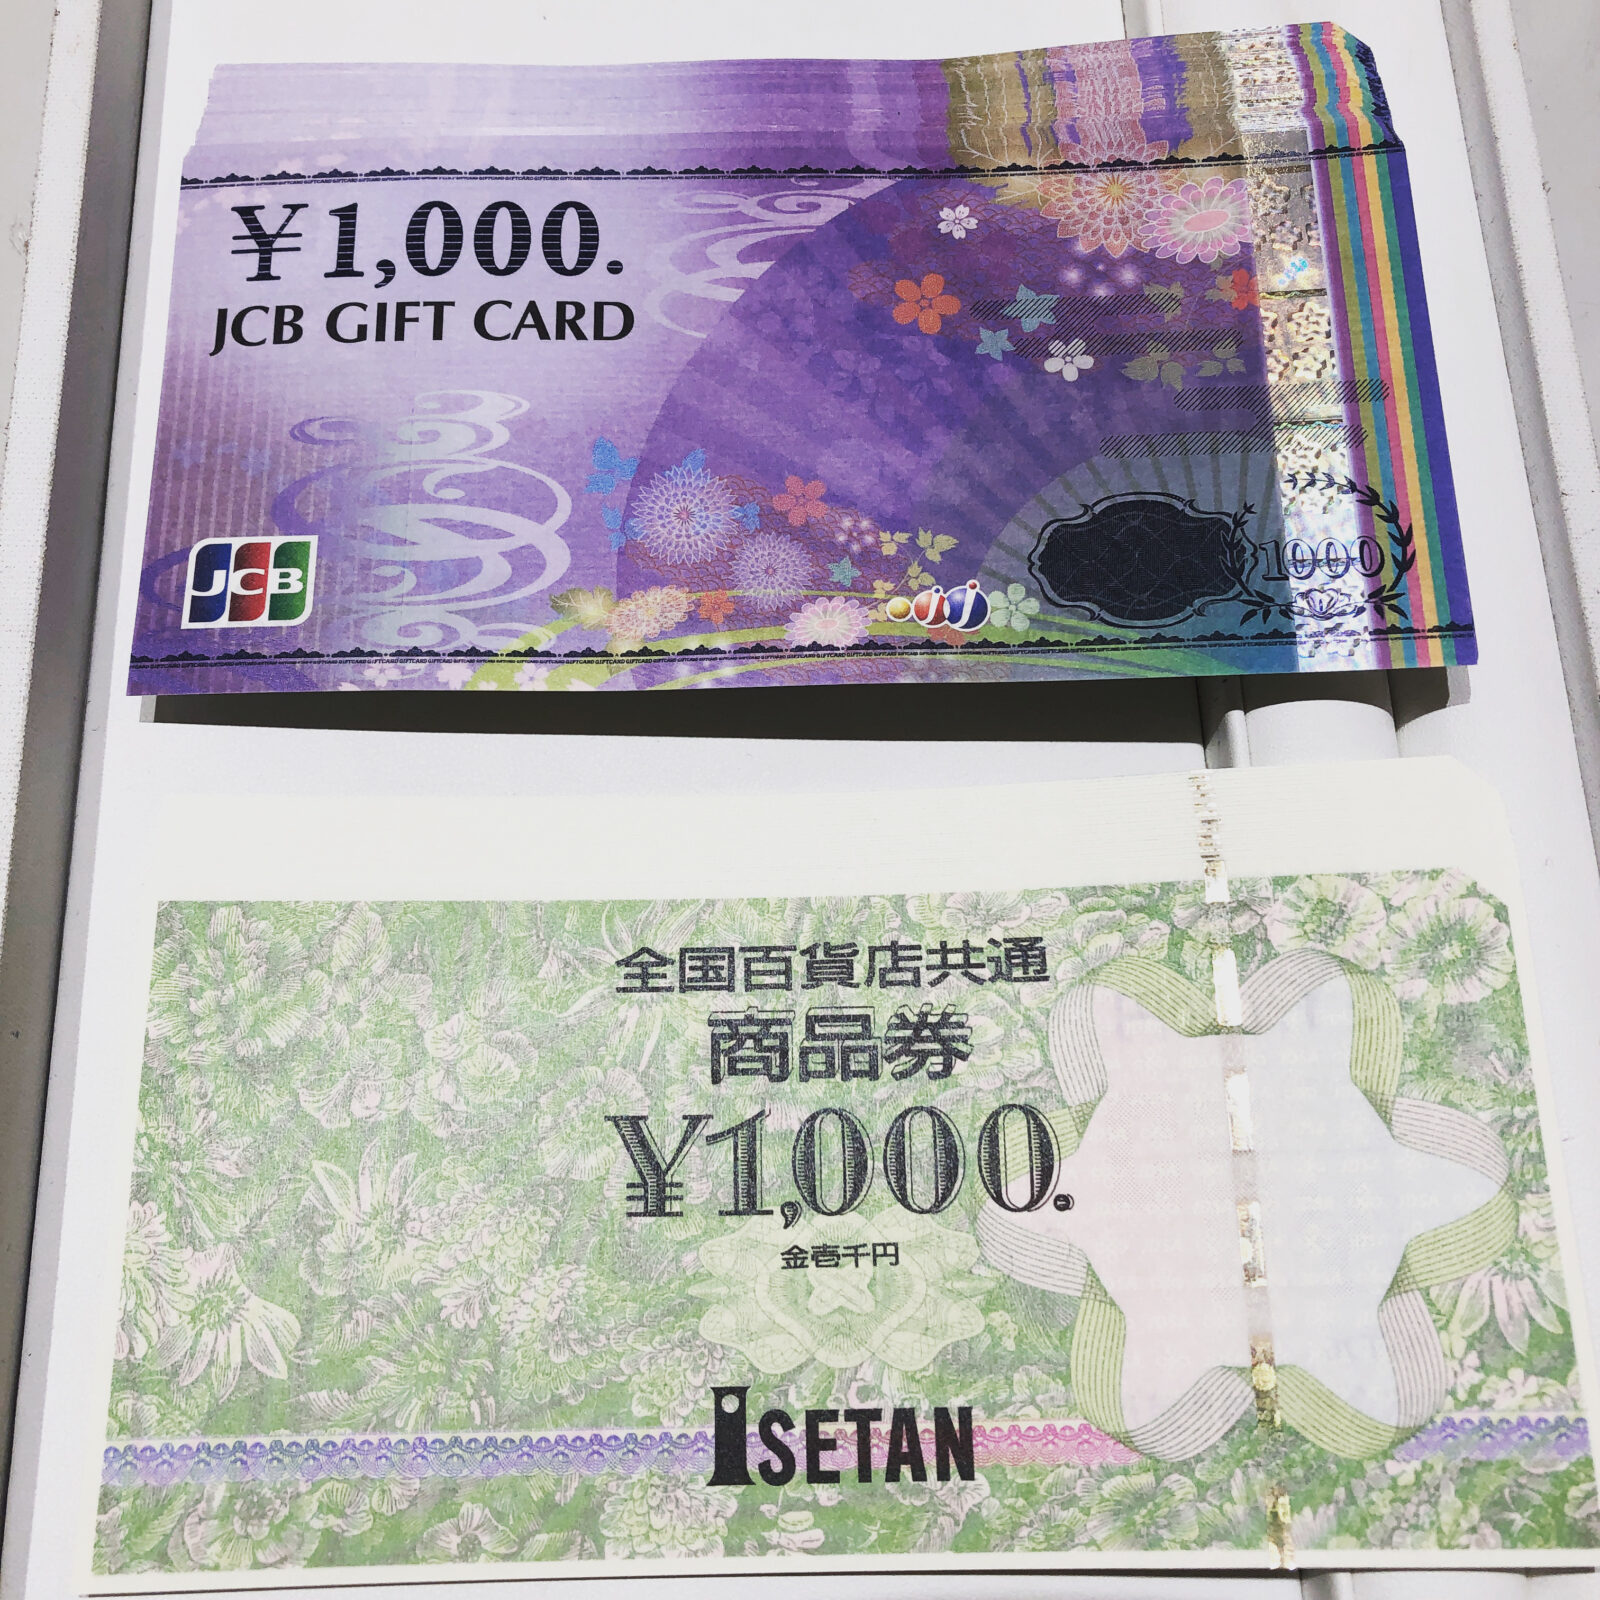 ¥1,000.
JCB GIFT CARD
JCB
1000
全国百貨店共通
商品券
¥1,000.
金壱千円
ISETAN